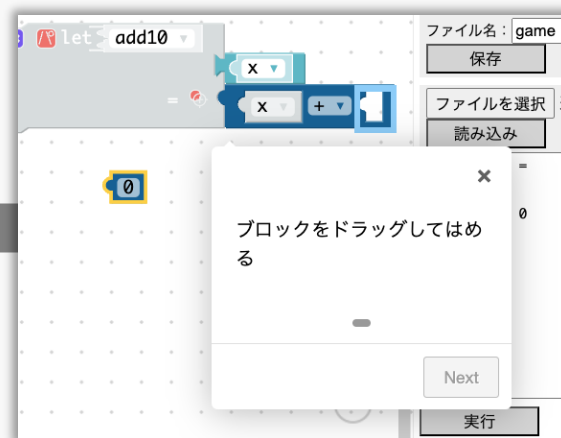 let add10 ▼
x ▼
= x ▼ + ▼
0
ファイル名：game
保存
ファイルを選択
読み込み
=
0
×
ブロックをドラッグしてはめ
る
Next
実行